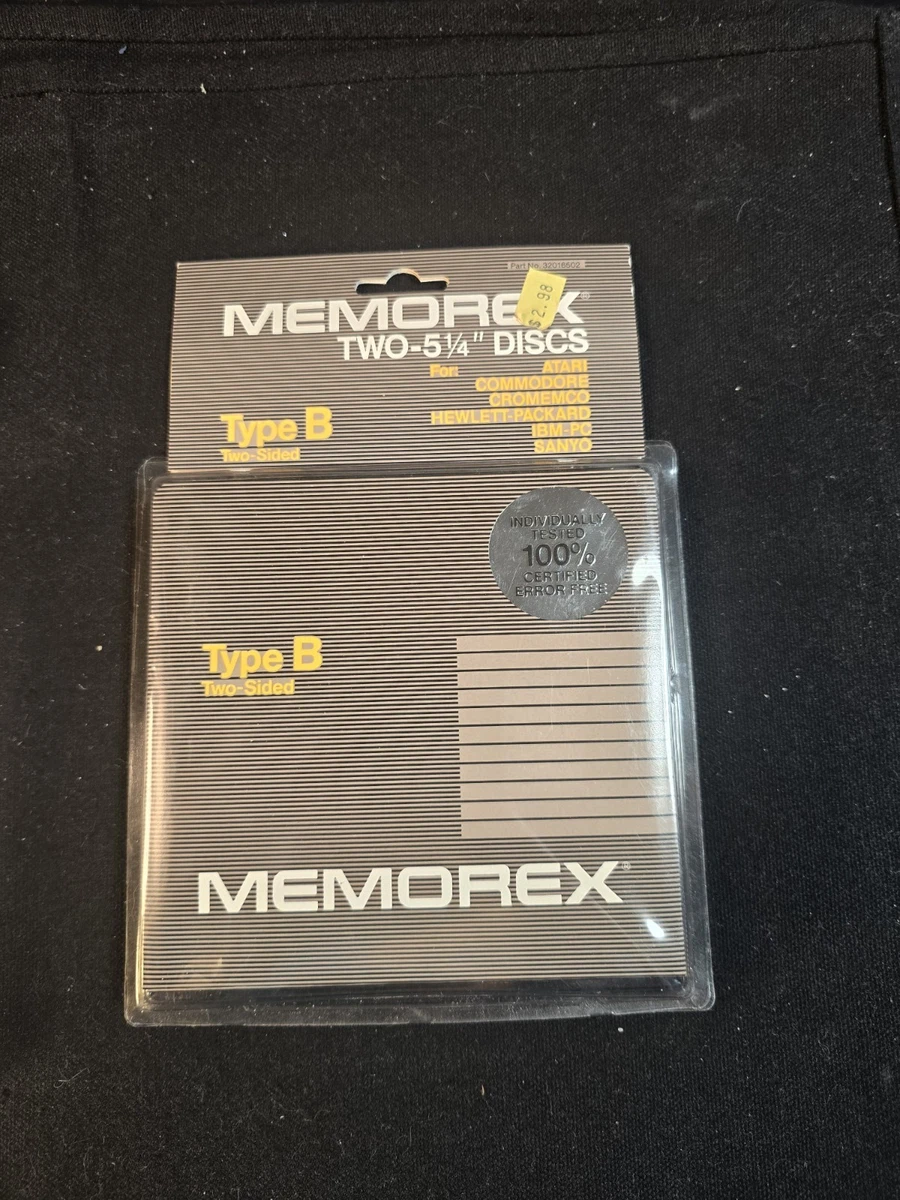 Part No. 32016502
MEMOREX®
$2.98
TWO-5¼" DISCS
For: ATARI
COMMODORE
CROMEMCO
HEWLETT-PACKARD
IBM-PC
SANYO
Type B
Two-Sided
INDIVIDUALLY
TESTED
100%
CERTIFIED
ERROR FREE
Type B
Two-Sided
MEMOREX®